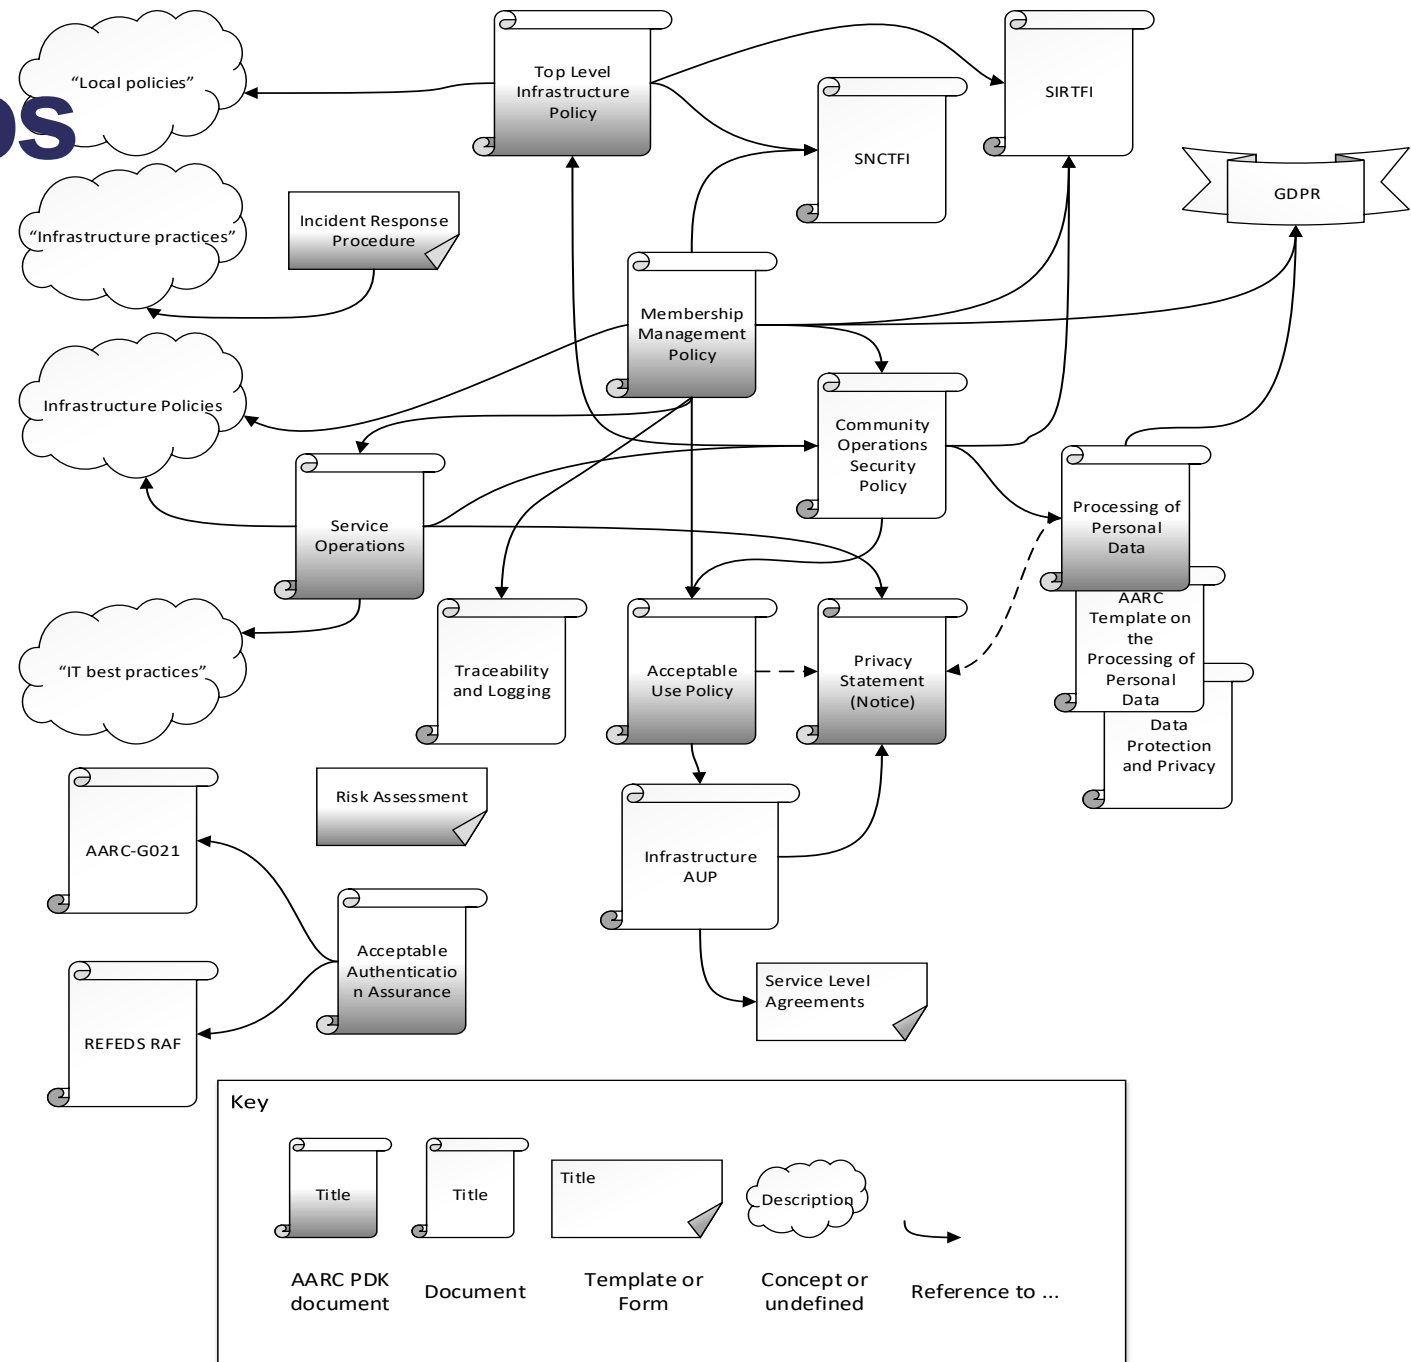 “Local policies”
os
Top Level
Infrastructure
Policy
SIRTFI
SNCTFI
GDPR
“Infrastructure practices”
Incident Response
Procedure
Membership
Management
Policy
Infrastructure Policies
Community
Operations
Security
Policy
Service
Operations
Processing of
Personal
Data
AARC
Template on
the
Processing of
Personal
Data
Data
Protection
and Privacy
“IT best practices”
Traceability
and Logging
Acceptable
Use Policy
Privacy
Statement
(Notice)
Risk Assessment
AARC-G021
Infrastructure
AUP
Acceptable
Authenticatio
n Assurance
REFEDS RAF
Service Level
Agreements
Key
Title
Title
Title
Description
AARC PDK
document
Document
Template or
Form
Concept or
undefined
Reference to ...